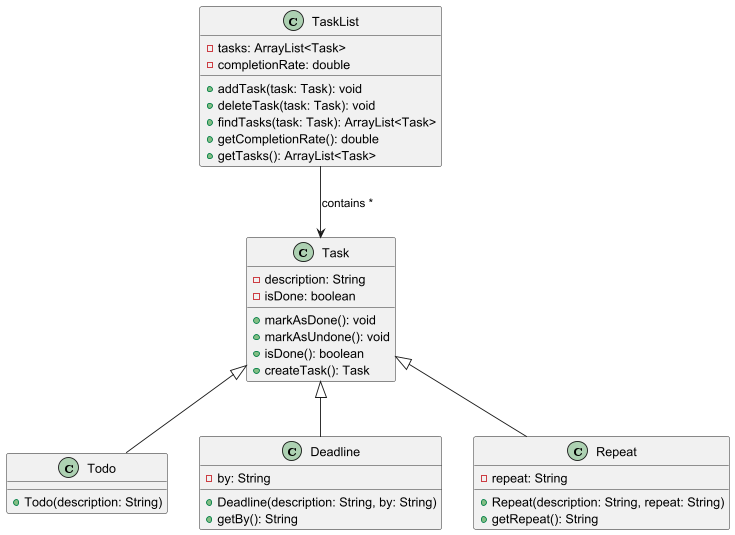 C TaskList
tasks: ArrayList<Task>
completionRate: double
addTask(task: Task): void
deleteTask(task: Task): void
findTasks(task: Task): ArrayList<Task>
getCompletionRate(): double
getTasks(): ArrayList<Task>
contains *
C Task
description: String
isDone: boolean
markAsDone(): void
markAsUndone(): void
isDone(): boolean
createTask(): Task
C Todo
Todo(description: String)
C Deadline
by: String
Deadline(description: String, by: String)
getBy(): String
C Repeat
repeat: String
Repeat(description: String, repeat: String)
getRepeat(): String